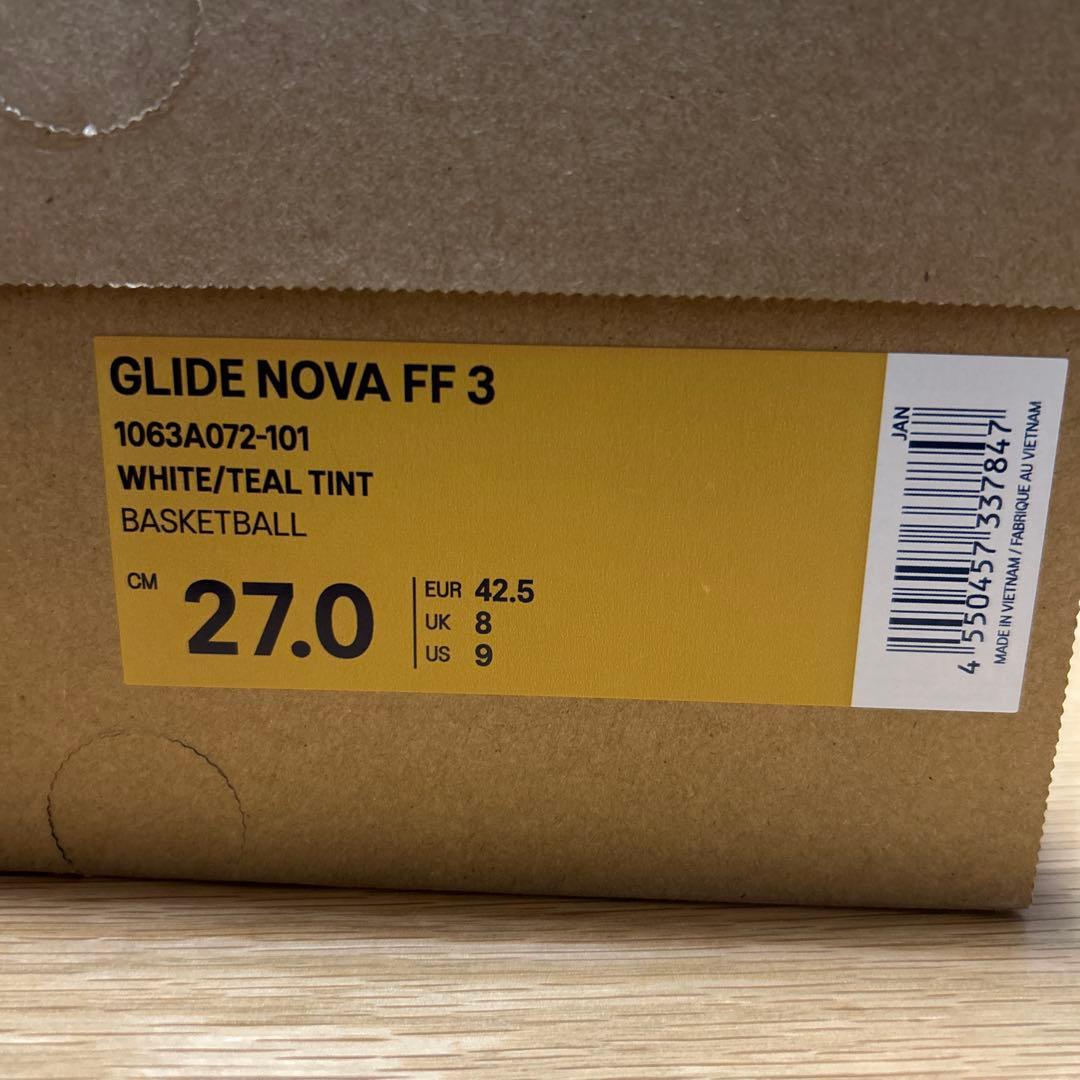 GLIDE NOVA FF 3
1063A072-101
WHITE/TEAL TINT
BASKETBALL
CM 27.0
EUR 42.5
UK 8
US 9
JAN
4 550457 337847
MADE IN VIETNAM / FABRIQUE AU VIETNAM